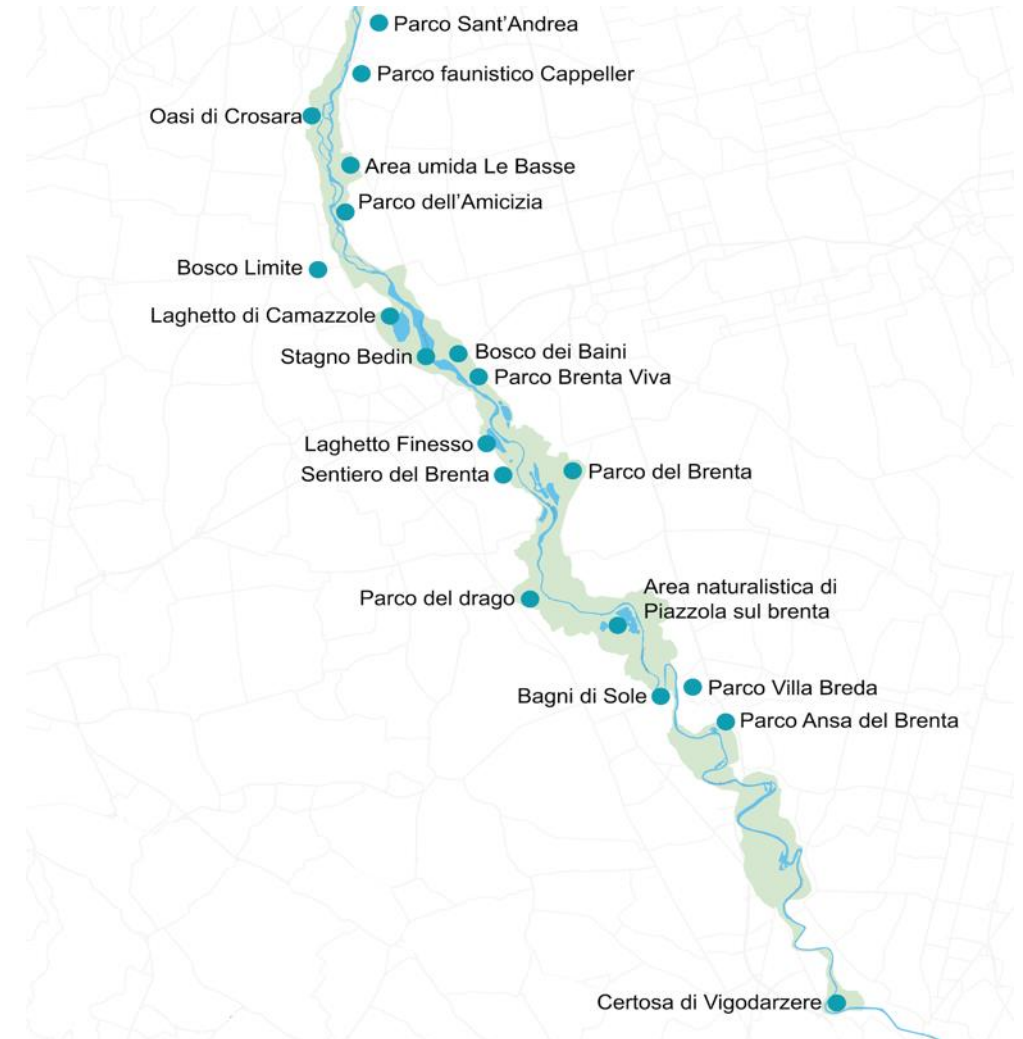 Parco Sant'Andrea
Parco faunistico Cappeller
Oasi di Crosara
Area umida Le Basse
Parco dell'Amicizia
Bosco Limite
Laghetto di Camazzole
Stagno Bedin
Bosco dei Baini
Parco Brenta Viva
Laghetto Finesso
Sentiero del Brenta
Parco del Brenta
Parco del drago
Area naturalistica di
Piazzola sul brenta
Bagni di Sole
Parco Villa Breda
Parco Ansa del Brenta
Certosa di Vigodarzere